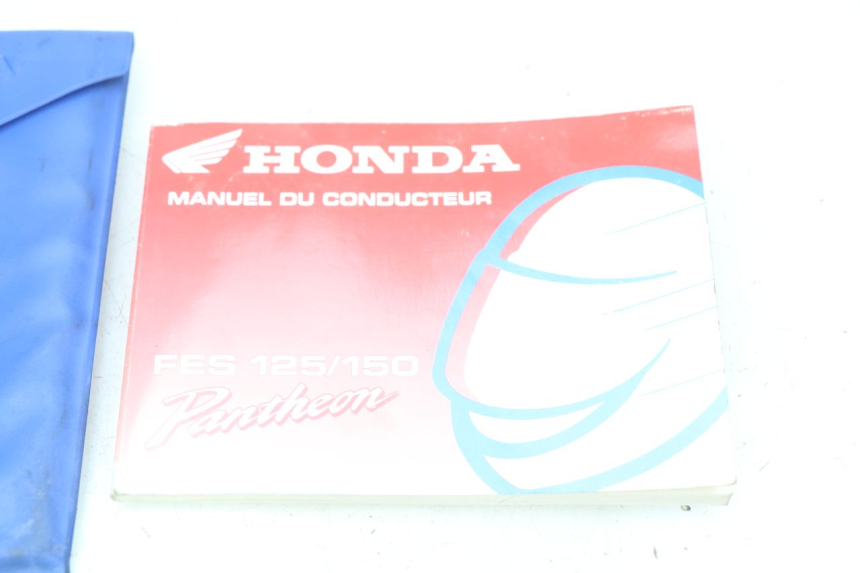 HONDA
MANUEL DU CONDUCTEUR
FES 125/150
Pantheon